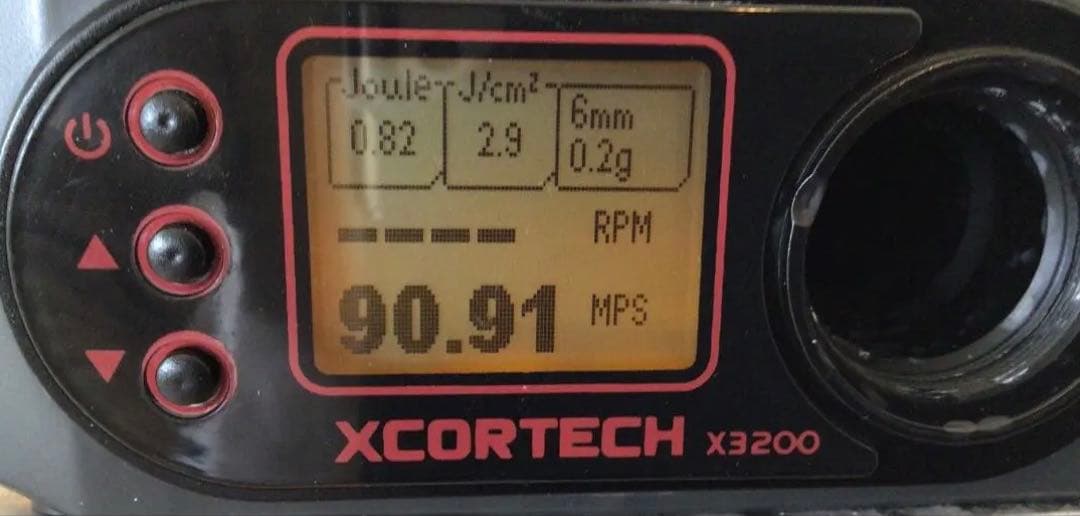 Joule J/cm² 6mm
0.82 2.9 0.2g
---- RPM
90.91 MPS
XCORTECH X3200